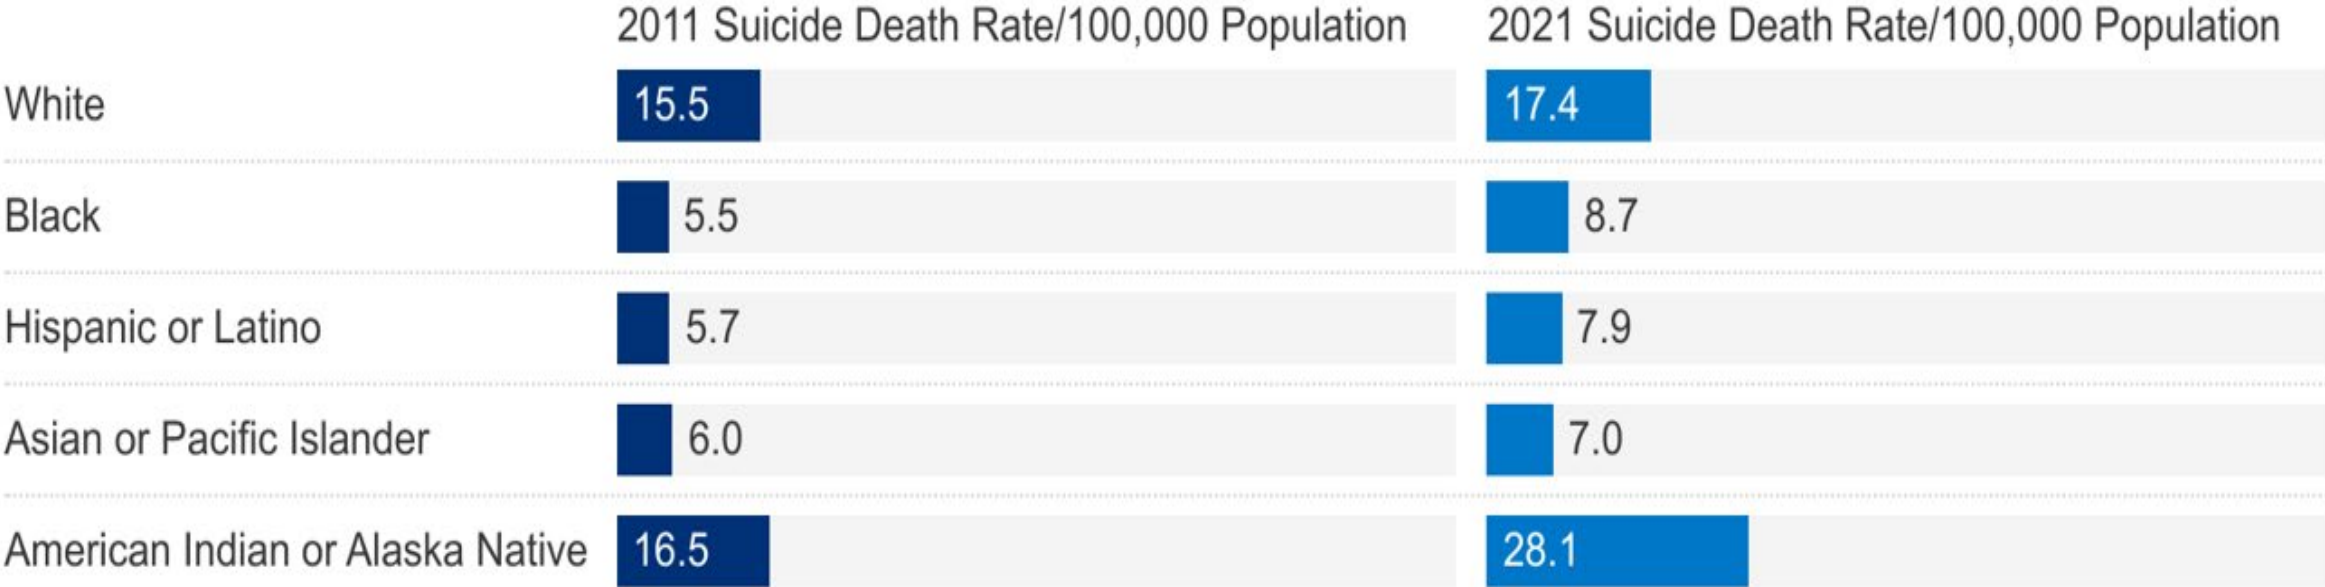 2011 Suicide Death Rate/100,000 Population 2021 Suicide Death Rate/100,000 Population
White 15.5 17.4
Black 5.5 8.7
Hispanic or Latino 5.7 7.9
Asian or Pacific Islander 6.0 7.0
American Indian or Alaska Native 16.5 28.1